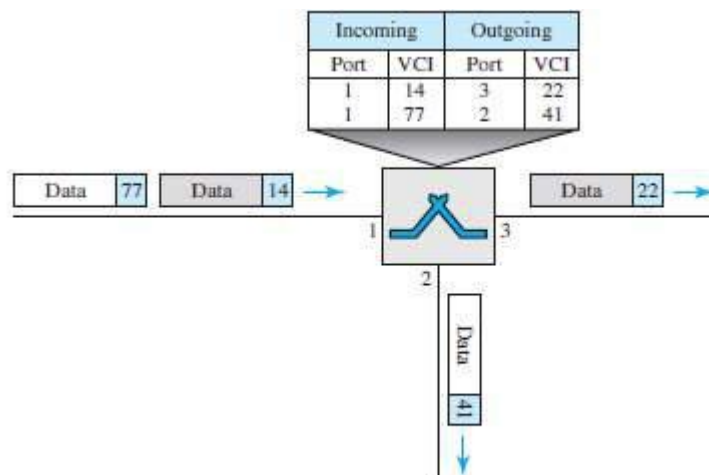 Incoming Outgoing
Port VCI Port VCI
1 14 3 22
1 77 2 41
Data 77 Data 14 Data 22
1 3
2
Data 41